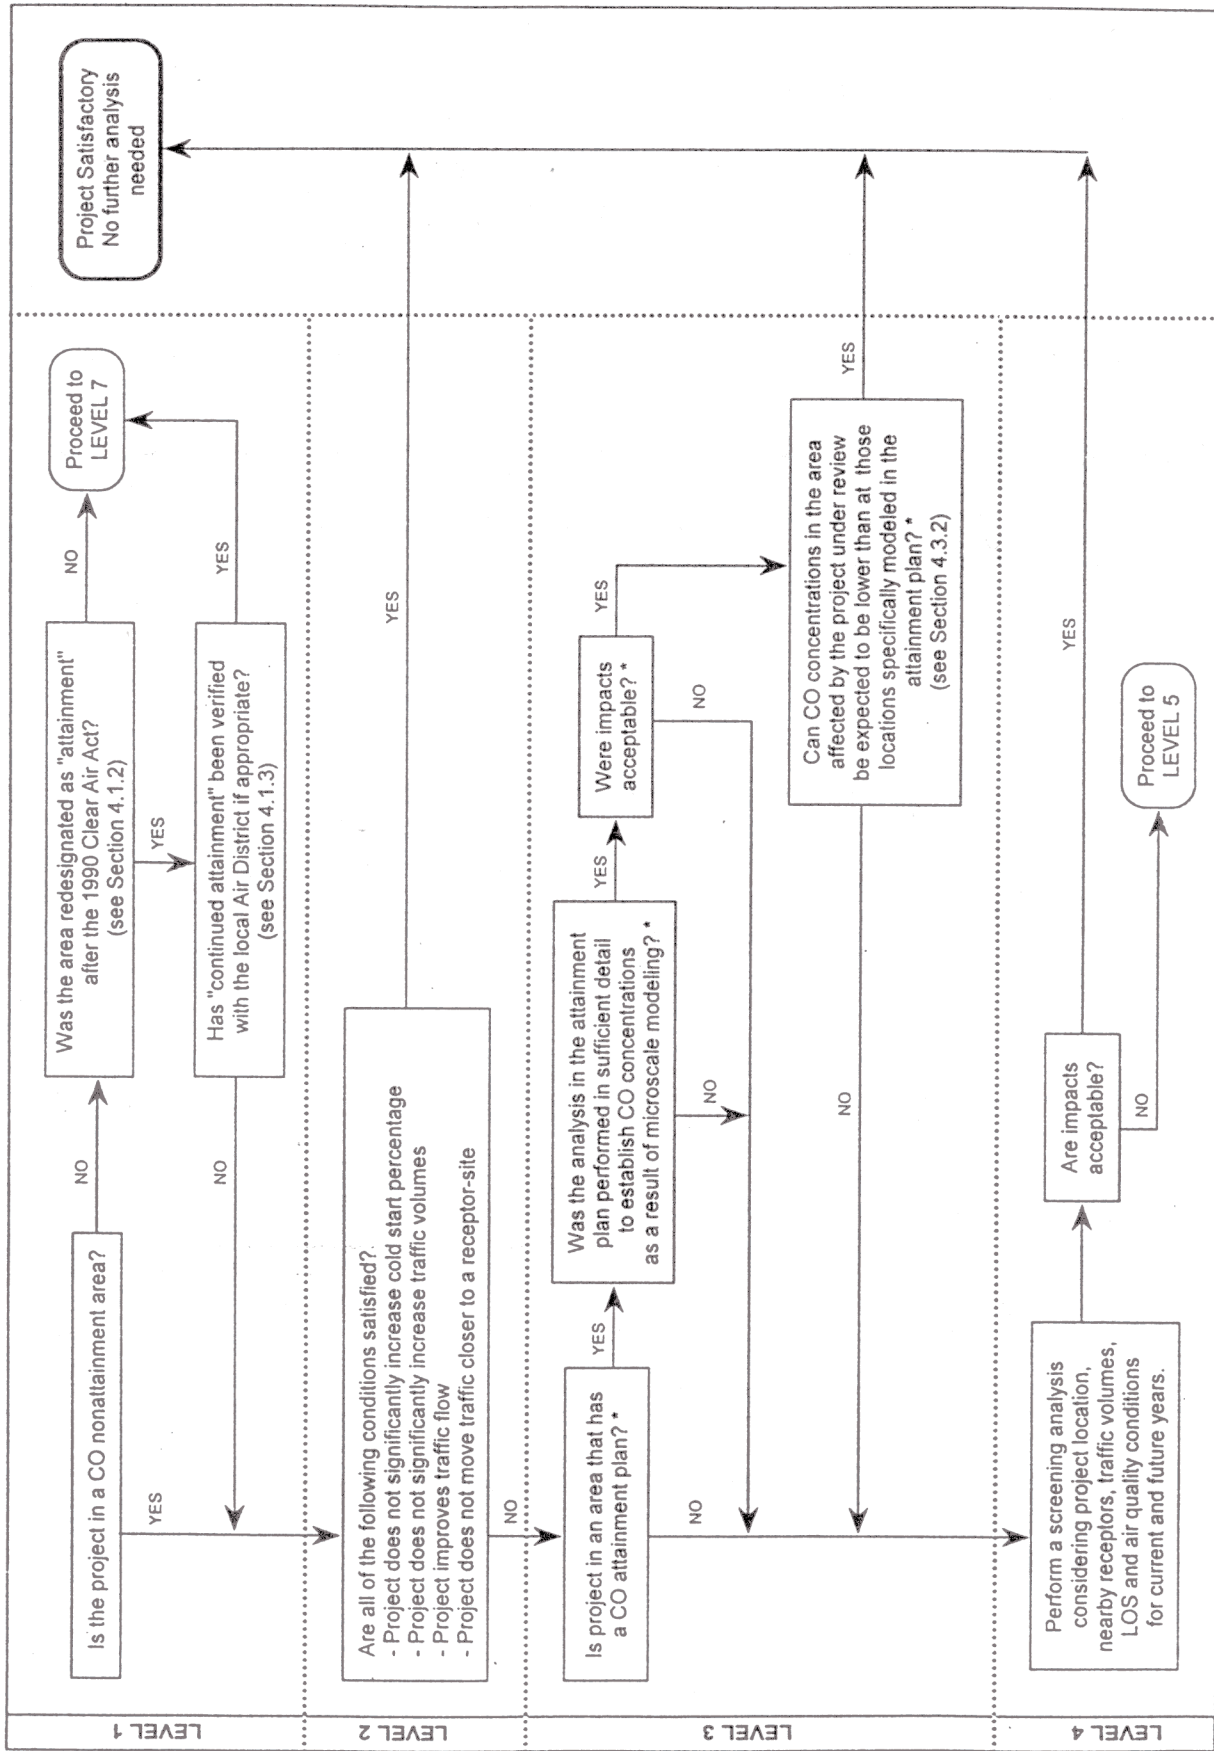 LEVEL 1
Is the project in a CO nonattainment area?
NO
YES
Was the area redesignated as "attainment"
after the 1990 Clear Air Act?
(see Section 4.1.2)
NO
YES
Proceed to
LEVEL 7
Has "continued attainment" been verified
with the local Air District if appropriate?
(see Section 4.1.3)
YES
NO
Project Satisfactory
No further analysis
needed
LEVEL 2
Are all of the following conditions satisfied?
- Project does not significantly increase cold start percentage
- Project does not significantly increase traffic volumes
- Project improves traffic flow
- Project does not move traffic closer to a receptor-site
YES
NO
LEVEL 3
Is project in an area that has
a CO attainment plan? *
YES
NO
Was the analysis in the attainment
plan performed in sufficient detail
to establish CO concentrations
as a result of microscale modeling? *
YES
NO
Were impacts
acceptable? *
YES
NO
Can CO concentrations in the area
affected by the project under review
be expected to be lower than at those
locations specifically modeled in the
attainment plan? *
(see Section 4.3.2)
YES
NO
LEVEL 4
Perform a screening analysis
considering project location,
nearby receptors, traffic volumes,
LOS and air quality conditions
for current and future years.
Are impacts
acceptable?
YES
NO
Proceed to
LEVEL 5